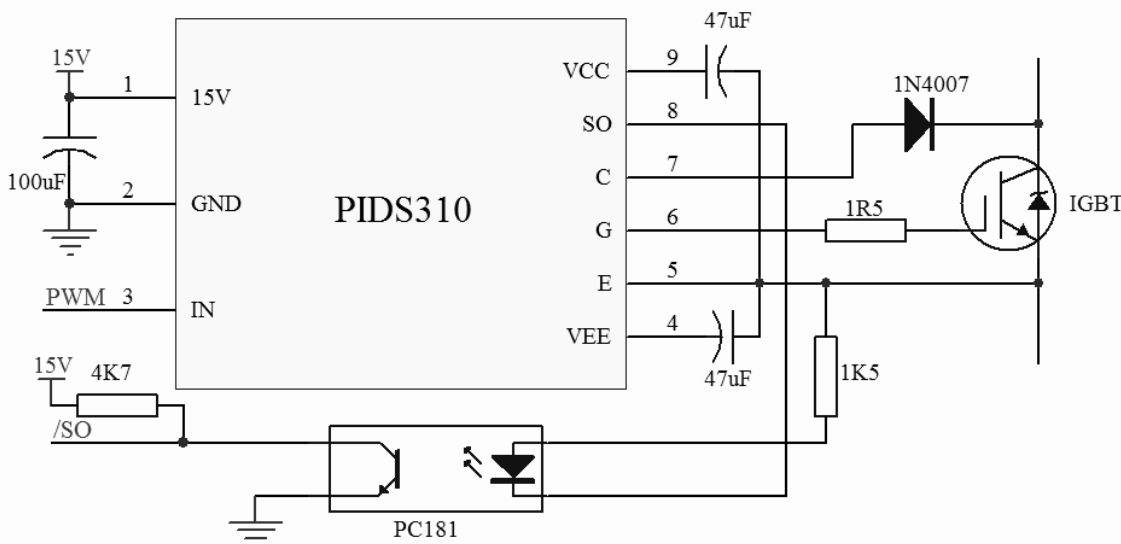 47uF
15V
1
15V
VCC
9
1N4007
SO
8
100uF
C
7
2
GND
PIDS310
G
6
1R5
IGBT
E
5
PWM
3
IN
VEE
4
15V
4K7
47uF
1K5
/SO
PC181